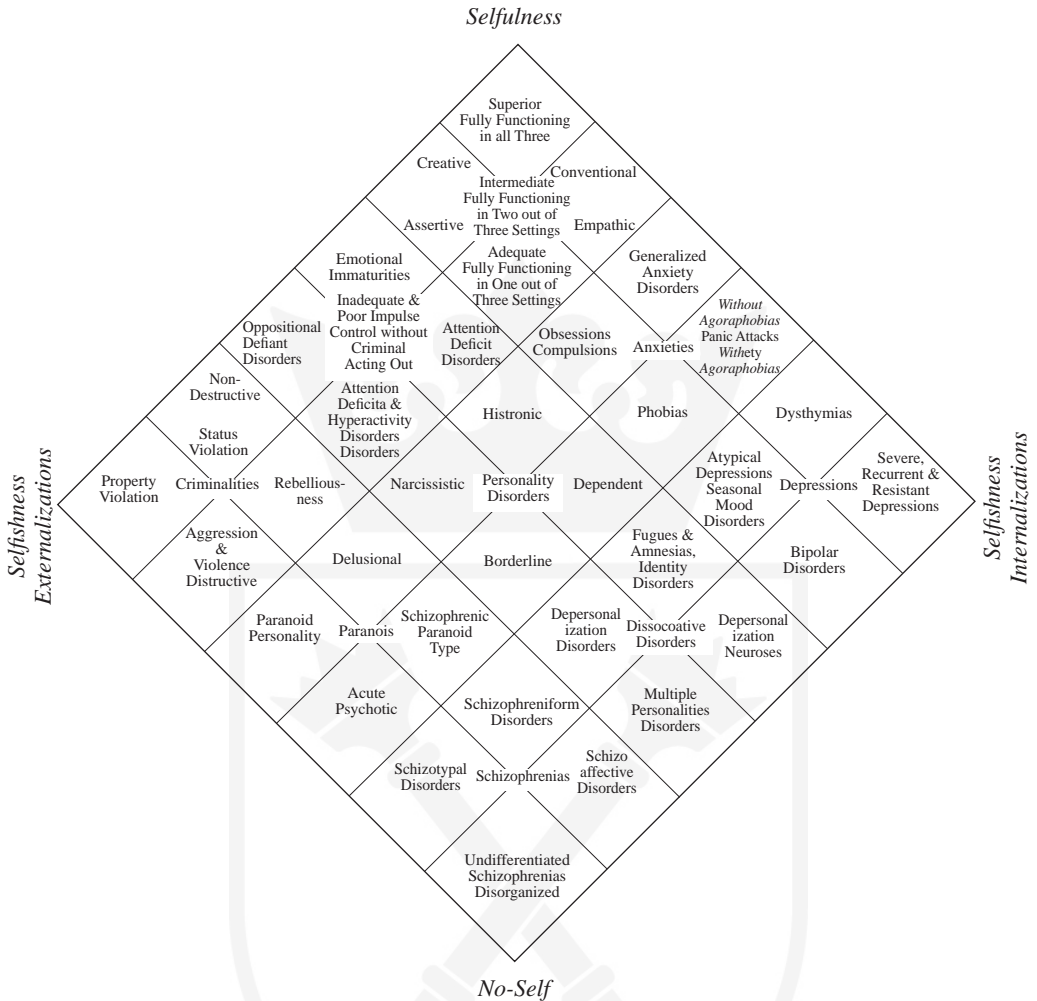 Selfulness
Superior
Fully Functioning
in all Three
Creative
Conventional
Intermediate
Fully Functioning
in Two out of
Three Settings
Assertive
Empathic
Emotional
Immaturities
Adequate
Fully Functioning
in One out of
Three Settings
Generalized
Anxiety
Disorders
Oppositional
Defiant
Disorders
Inadequate &
Poor Impulse
Control without
Criminal
Acting Out
Attention
Deficit
Disorders
Obsessions
Compulsions
Anxieties
Without
Agoraphobias
Panic Attacks
Withety
Agoraphobias
Non-
Destructive
Attention
Deficita &
Hyperactivity
Disorders
Disorders
Histronic
Phobias
Dysthymias
Status
Violation
Selfishness
Externalizations
Property
Violation
Criminalities
Rebellious-
ness
Narcissistic
Personality
Disorders
Dependent
Atypical
Depressions
Seasonal
Mood
Disorders
Depressions
Severe,
Recurrent &
Resistant
Depressions
Selfishness
Internalizations
Aggression
&
Violence
Distructive
Delusional
Borderline
Fugues &
Amnesias,
Identity
Disorders
Bipolar
Disorders
Paranoid
Personality
Paranois
Schizophrenic
Paranoid
Type
Depersonal
ization
Disorders
Dissocoative
Disorders
Depersonal
ization
Neuroses
Acute
Psychotic
Schizophreniform
Disorders
Multiple
Personalities
Disorders
Schizotypal
Disorders
Schizophrenias
Schizo
affective
Disorders
Undifferentiated
Schizophrenias
Disorganized
No-Self